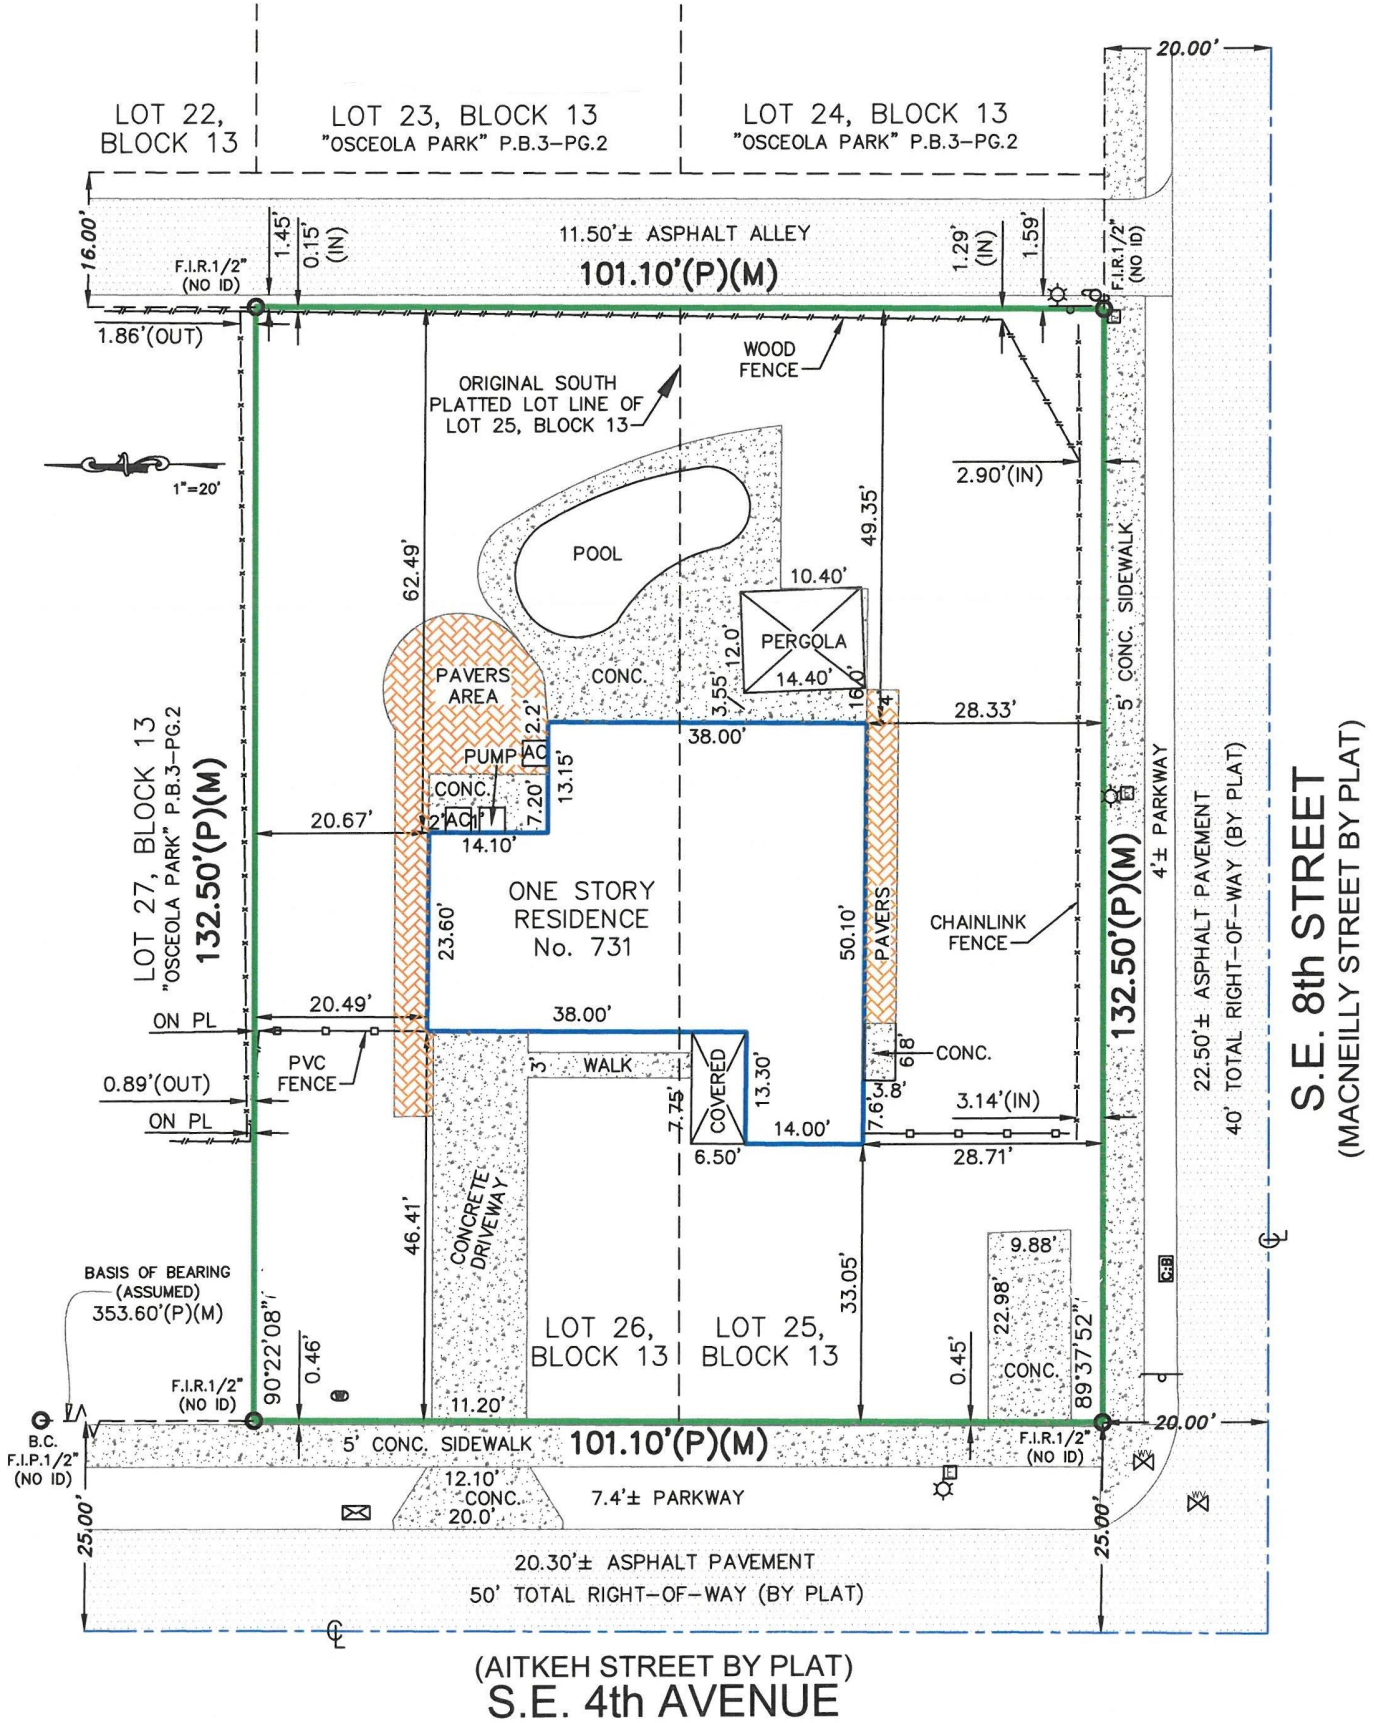 20.00'
LOT 22,
BLOCK 13
LOT 23, BLOCK 13
"OSCEOLA PARK" P.B.3-PG.2
LOT 24, BLOCK 13
"OSCEOLA PARK" P.B.3-PG.2
16.00'
F.I.R.1/2"
(NO ID)
1.45'
0.15'
(IN)
11.50'± ASPHALT ALLEY
101.10'(P)(M)
1.29'
(IN)
1.59'
F.I.R.1/2"
(NO ID)
1.86'(OUT)
WOOD
FENCE
ORIGINAL SOUTH
PLATTED LOT LINE OF
LOT 25, BLOCK 13
1"=20'
2.90'(IN)
62.49'
49.35'
POOL
10.40'
PERGOLA
12.0'
14.40'
16.0'
3.55'
CONC.
PAVERS
AREA
5' CONC. SIDEWALK
4'
28.33'
2.2'
38.00'
AC
PUMP
13.15'
CONC.
7.20'
2'
AC
1'
14.10'
20.67'
LOT 27, BLOCK 13
"OSCEOLA PARK" P.B.3-PG.2
132.50'(P)(M)
ONE STORY
RESIDENCE
No. 731
23.60'
50.10'
PAVERS
CHAINLINK
FENCE
132.50'(P)(M)
4'± PARKWAY
22.50'± ASPHALT PAVEMENT
40' TOTAL RIGHT-OF-WAY (BY PLAT)
S.E. 8th STREET
(MACNEILLY STREET BY PLAT)
20.49'
ON PL
38.00'
PVC
FENCE
3'
WALK
COVERED
7.75'
13.30'
6.8'
CONC.
3.8'
7.6'
0.89'(OUT)
ON PL
3.14'(IN)
14.00'
6.50'
28.71'
46.41'
CONCRETE
DRIVEWAY
33.05'
9.88'
22.98'
CONC.
C.B
BASIS OF BEARING
(ASSUMED)
353.60'(P)(M)
90°22'08"
0.46'
LOT 26,
BLOCK 13
LOT 25,
BLOCK 13
0.45'
89°37'52"
F.I.R.1/2"
(NO ID)
W
11.20'
20.00'
B.C.
F.I.P.1/2"
(NO ID)
5' CONC. SIDEWALK
101.10'(P)(M)
F.I.R.1/2"
(NO ID)
12.10'
CONC.
20.0'
7.4'± PARKWAY
WV
WV
25.00'
25.00'
20.30'± ASPHALT PAVEMENT
50' TOTAL RIGHT-OF-WAY (BY PLAT)
(AITKEH STREET BY PLAT)
S.E. 4th AVENUE